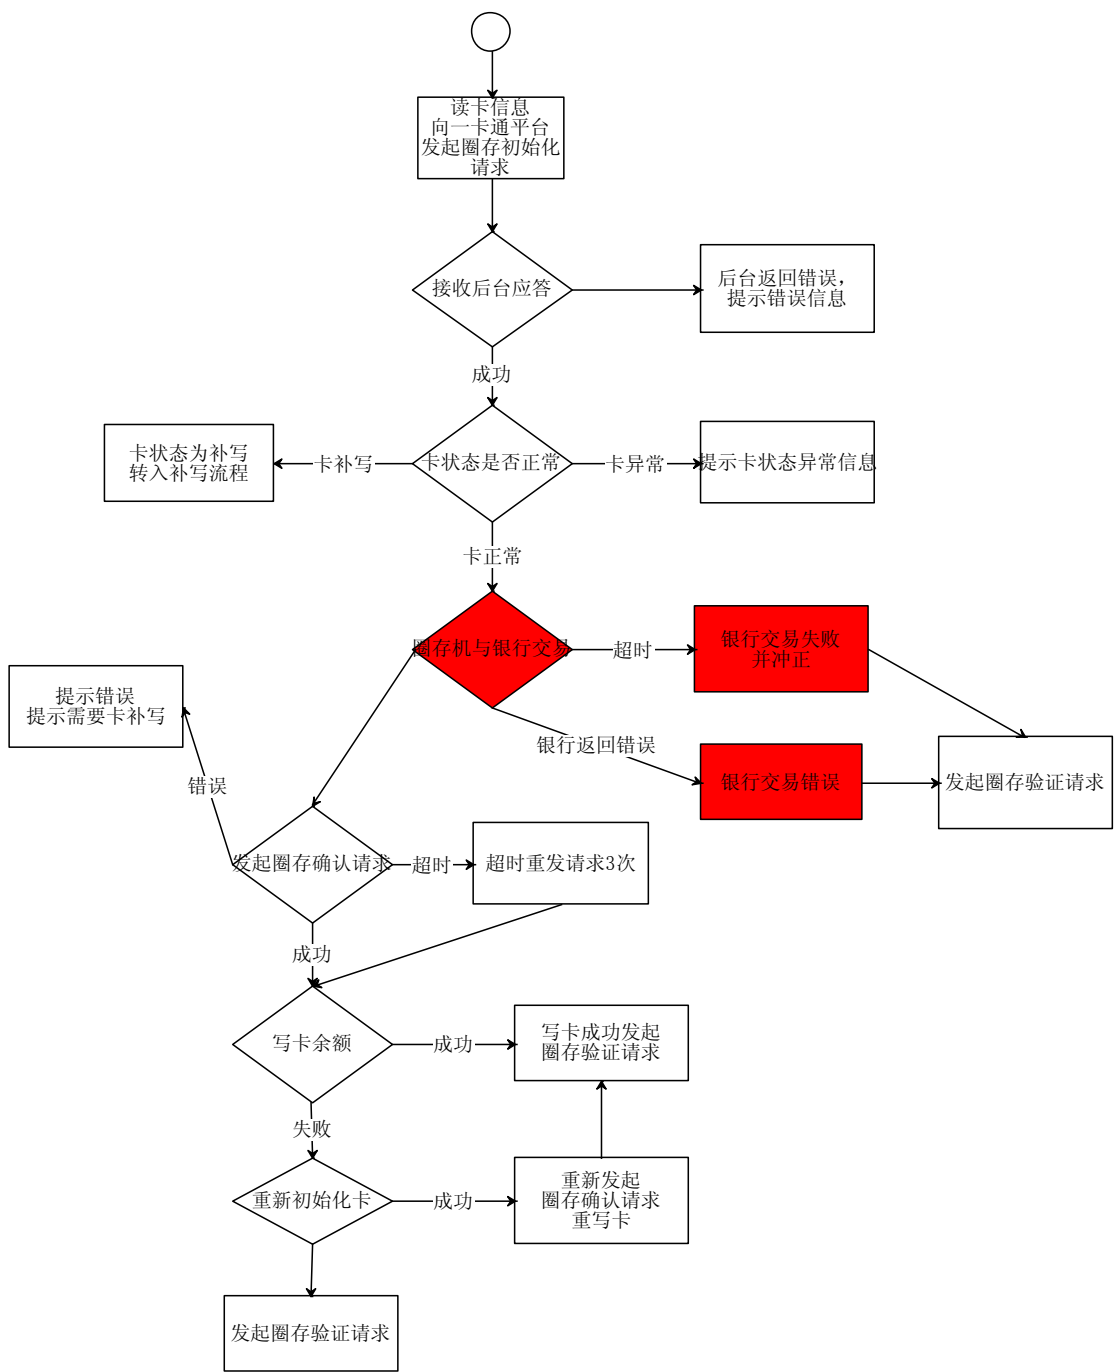 读卡信息
向一卡通平台
发起圈存初始化
请求
接收后台应答
后台返回错误，
提示错误信息
成功
卡状态为补写
转入补写流程
卡补写
卡状态是否正常
卡异常
提示卡状态异常信息
卡正常
圈存机与银行交易
超时
银行交易失败
并冲正
提示错误
提示需要卡补写
银行返回错误
银行交易错误
发起圈存验证请求
错误
发起圈存确认请求
超时
超时重发请求3次
成功
写卡余额
成功
写卡成功发起
圈存验证请求
失败
重新初始化卡
成功
重新发起
圈存确认请求
重写卡
发起圈存验证请求